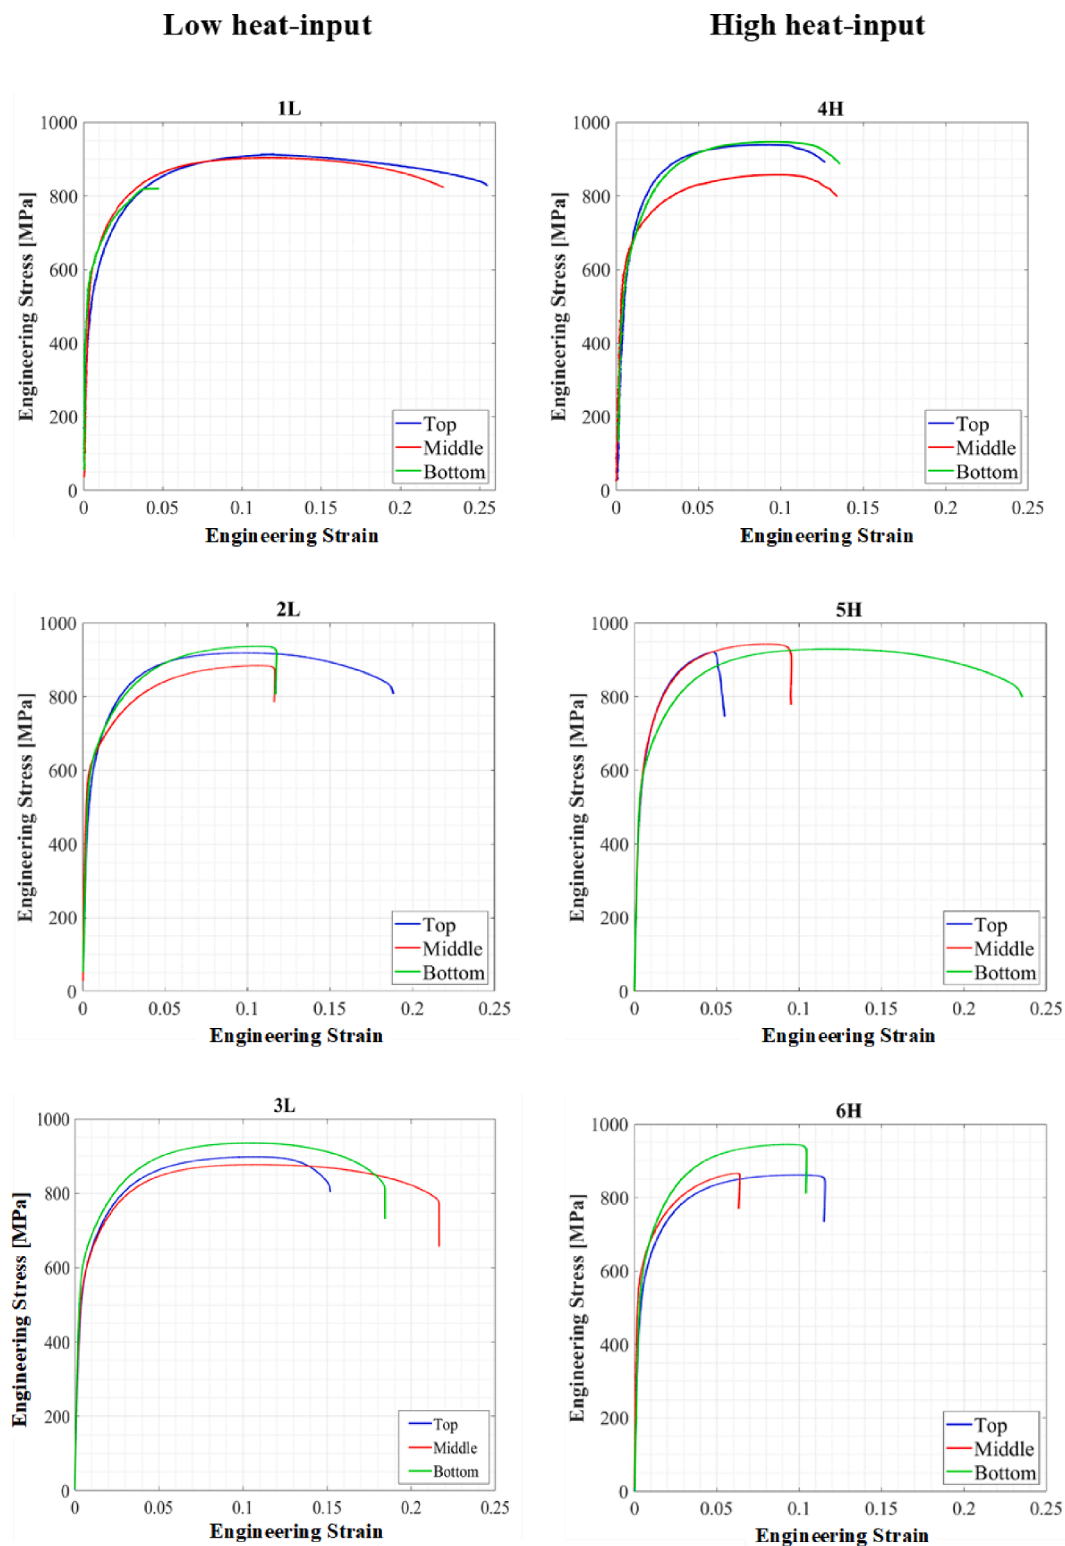 Low heat-input
High heat-input
1L
1000
800
600
400
200
0
0
0.05
0.1
0.15
0.2
0.25
Engineering Stress [MPa]
Engineering Strain
Top
Middle
Bottom
4H
1000
800
600
400
200
0
0
0.05
0.1
0.15
0.2
0.25
Engineering Stress [MPa]
Engineering Strain
Top
Middle
Bottom
2L
1000
800
600
400
200
0
0
0.05
0.1
0.15
0.2
0.25
Engineering Stress [MPa]
Engineering Strain
Top
Middle
Bottom
5H
1000
800
600
400
200
0
0
0.05
0.1
0.15
0.2
0.25
Engineering Stress [MPa]
Engineering Strain
Top
Middle
Bottom
3L
1000
800
600
400
200
0
0
0.05
0.1
0.15
0.2
0.25
Engineering Stress [MPa]
Engineering Strain
Top
Middle
Bottom
6H
1000
800
600
400
200
0
0
0.05
0.1
0.15
0.2
0.25
Engineering Stress [MPa]
Engineering Strain
Top
Middle
Bottom